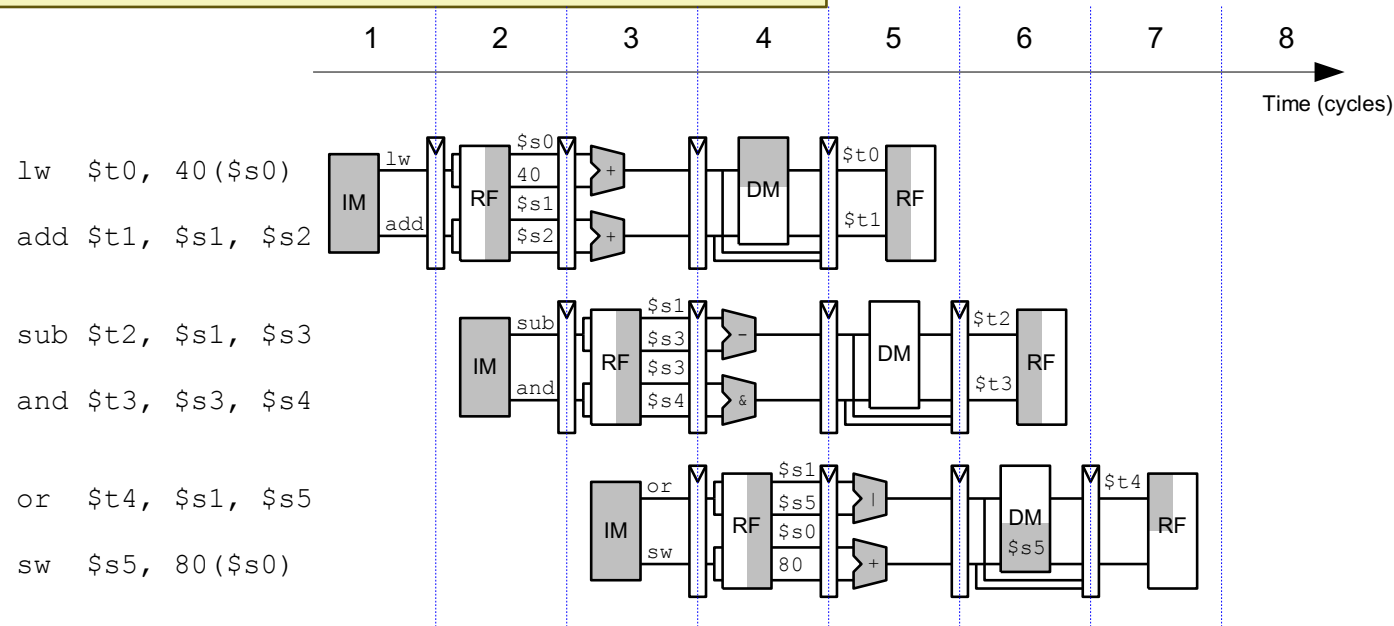 1 2 3 4 5 6 7 8
Time (cycles)
lw $t0, 40($s0)
add $t1, $s1, $s2
IM
lw
add
RF
$s0
40
$s1
$s2
+
+
DM
$t0
$t1
RF
sub $t2, $s1, $s3
and $t3, $s3, $s4
IM
sub
and
RF
$s1
$s3
$s3
$s4
-
&
DM
$t2
$t3
RF
or $t4, $s1, $s5
sw $s5, 80($s0)
IM
or
sw
RF
$s1
$s5
$s0
80
|
+
DM
$s5
$t4
RF